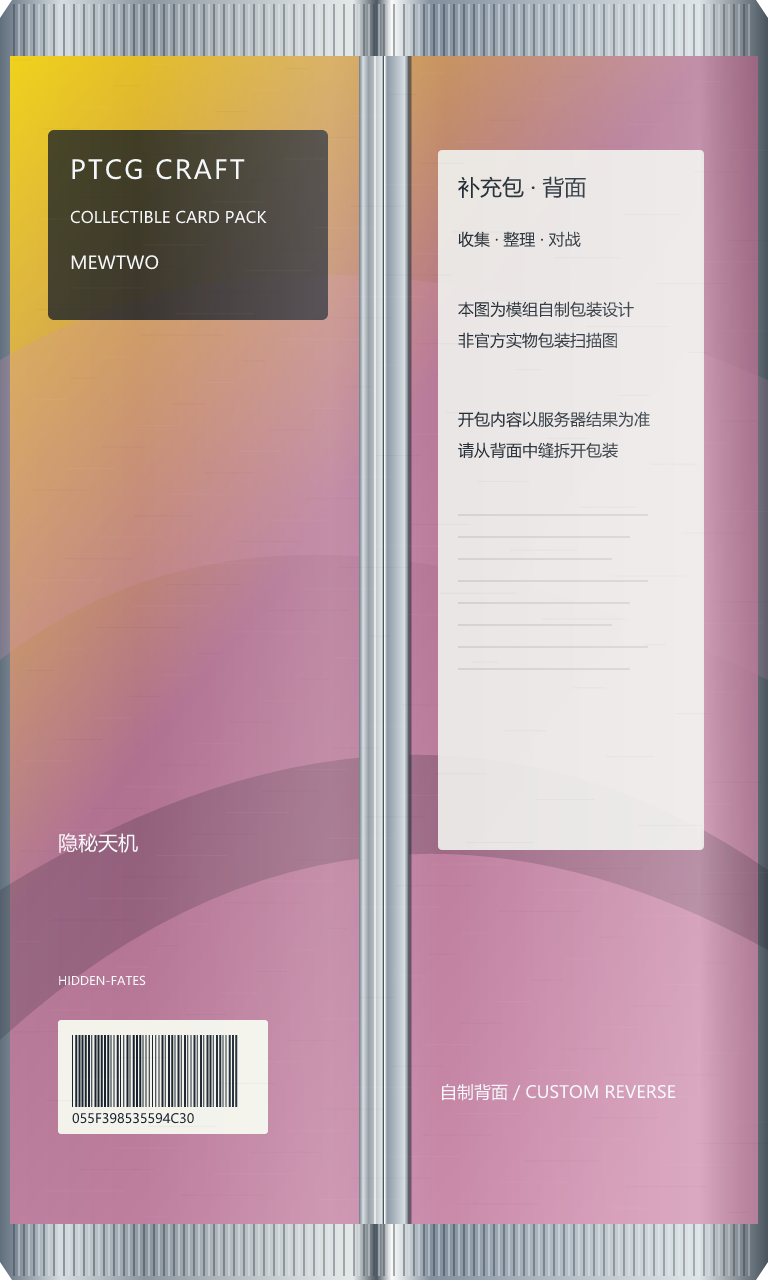 PTCG CRAFT
COLLECTIBLE CARD PACK
MEWTWO
隐秘天机
HIDDEN-FATES
055F398535594C30
补充包 · 背面
收集 · 整理 · 对战
本图为模组自制包装设计
非官方实物包装扫描图
开包内容以服务器结果为准
请从背面中缝拆开包装
自制背面 / CUSTOM REVERSE